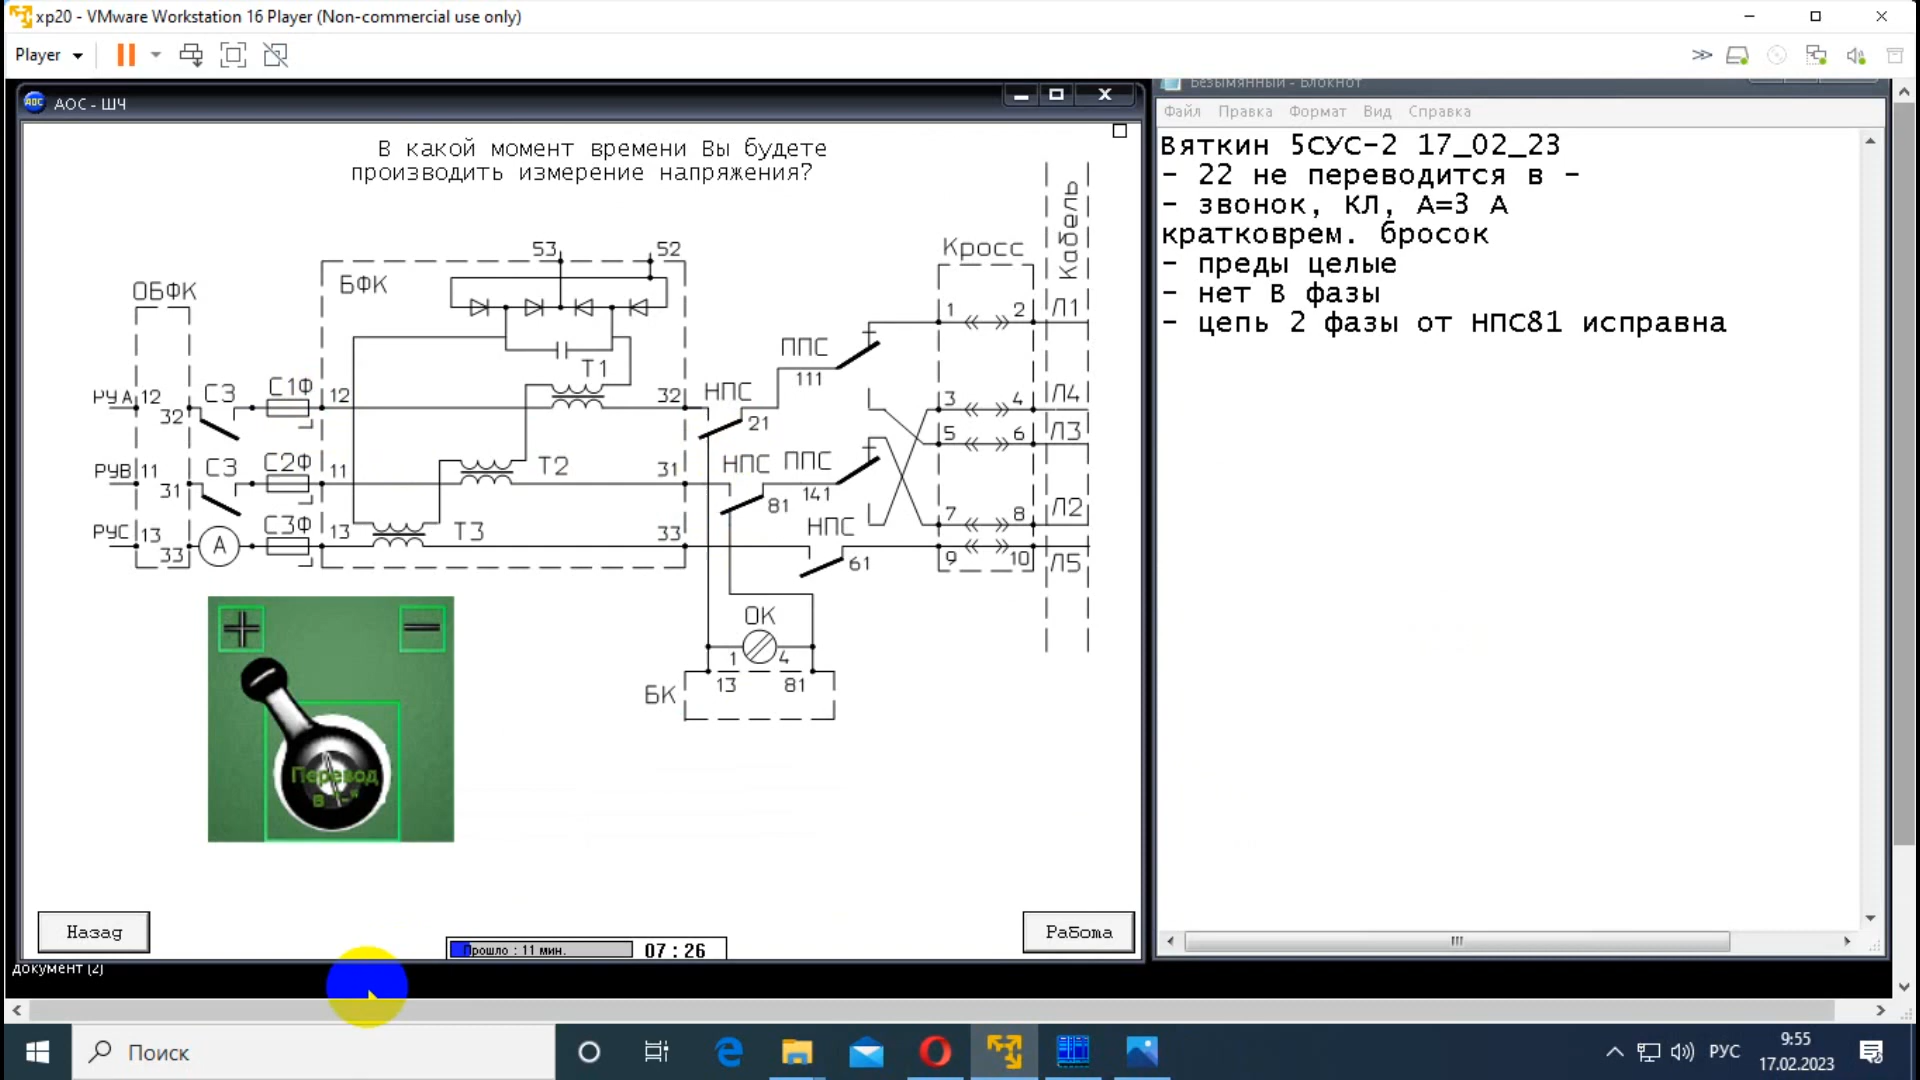 xp20 - VMware Workstation 16 Player (Non-commercial use only)
Player
АОС - ШЧ
Безымянный - Блокнот
Файл Правка Формат Вид Справка
В какой момент времени Вы будете
производить измерение напряжения?
Вяткин 5СУС-2 17_02_23
- 22 не переводится в -
- звонок, КЛ, А=3 А
кратковрем. бросок
- преды целые
- нет В фазы
- цепь 2 фазы от НПС81 исправна
53 52
Кросс
Кабель
ОБФК
БФК
1 2 Л1
Т1
ППС
111
РУА 12 32 СЗ С1Ф 12 32 НПС 21
3 4 Л4
5 6 Л3
РУВ 11 31 СЗ С2Ф 11 Т2 31 НПС 81 ППС 141
7 8 Л2
РУС 13 33 А С3Ф 13 Т3 33 НПС 61
9 10 Л5
ОК
1 4
БК 13 81
+ −
Перевод
в "-"
Назад
Прошло : 11 мин. 07 : 26
Работа
документ (2)
Поиск
РУС
9:55
17.02.2023